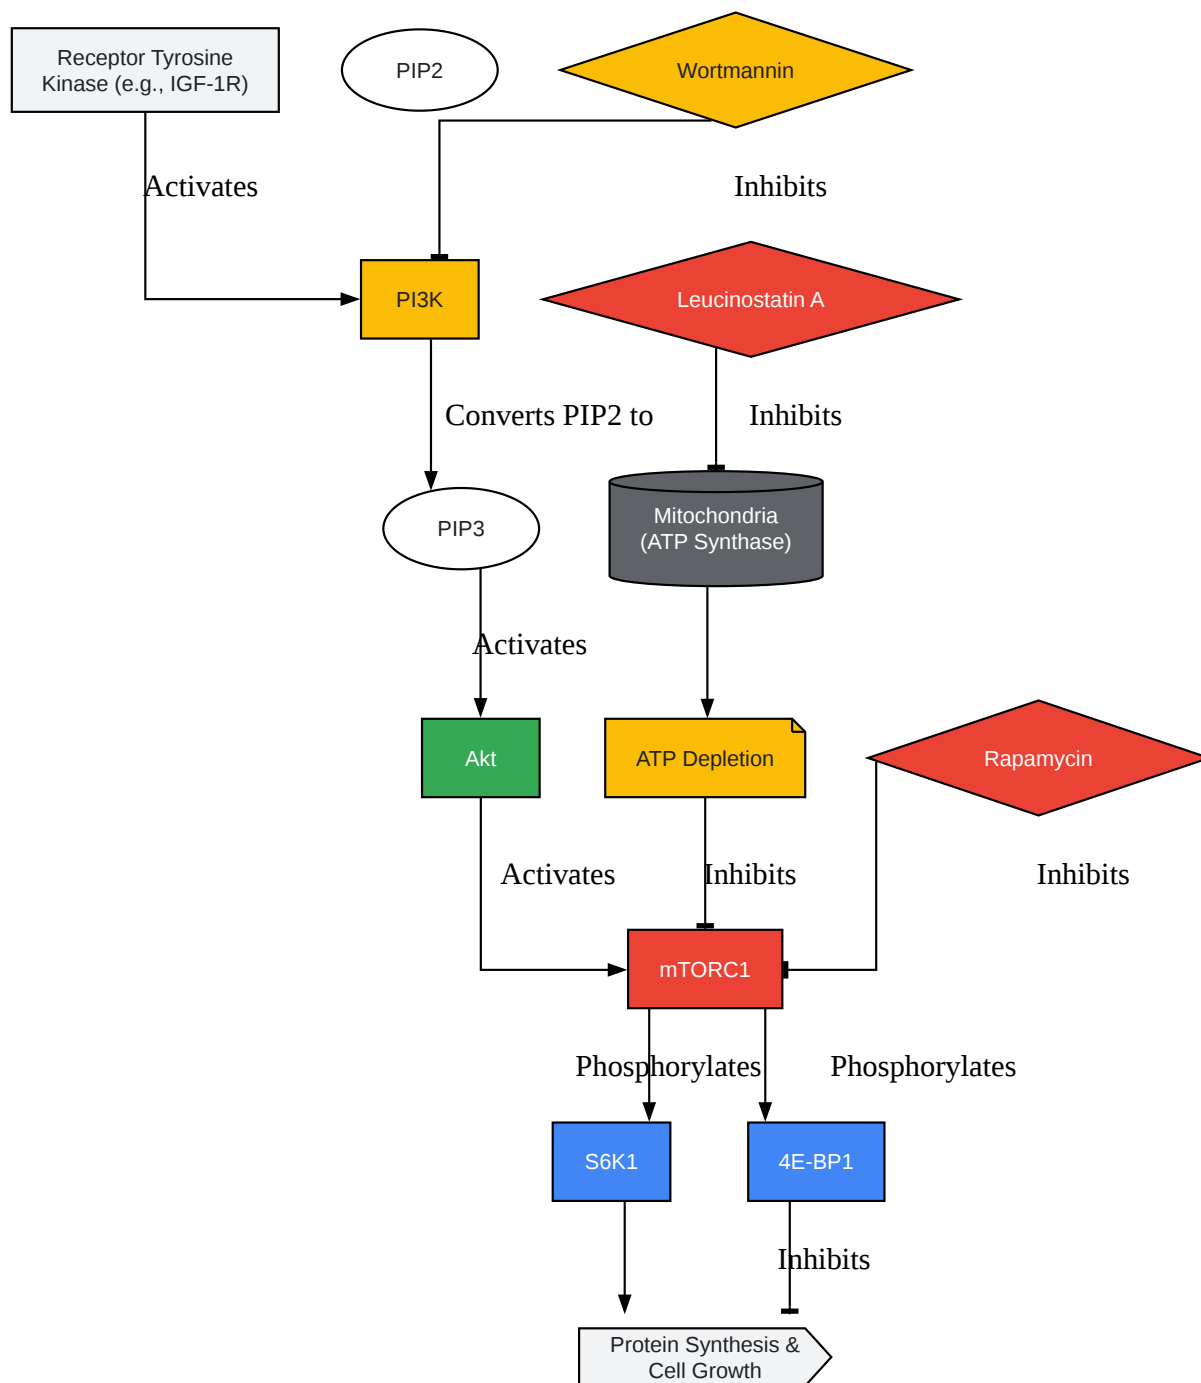 Receptor Tyrosine
Kinase (e.g., IGF-1R)
PIP2
Wortmannin
Activates
Inhibits
PI3K
Leucinostatin A
Converts PIP2 to
Inhibits
PIP3
Mitochondria
(ATP Synthase)
Activates
Akt
ATP Depletion
Rapamycin
Activates
Inhibits
Inhibits
mTORC1
Phosphorylates
Phosphorylates
S6K1
4E-BP1
Inhibits
Protein Synthesis &
Cell Growth